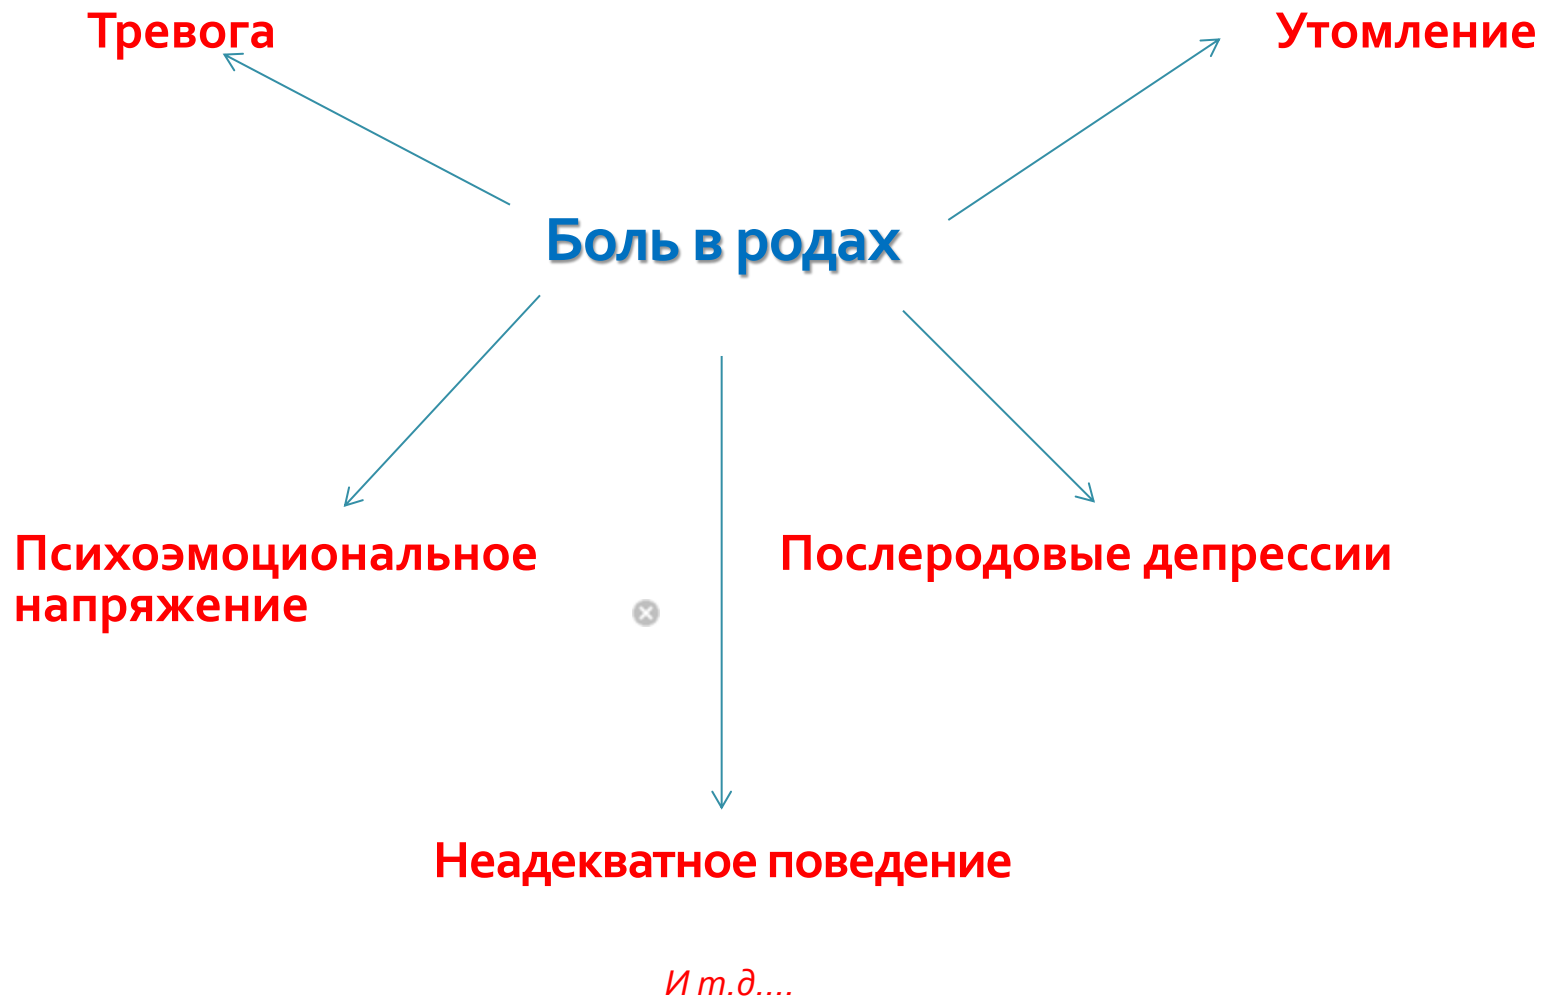 Тревога
Утомление
Боль в родах
Психоэмоциональное
напряжение
Послеродовые депрессии
Неадекватное поведение
И т.д....